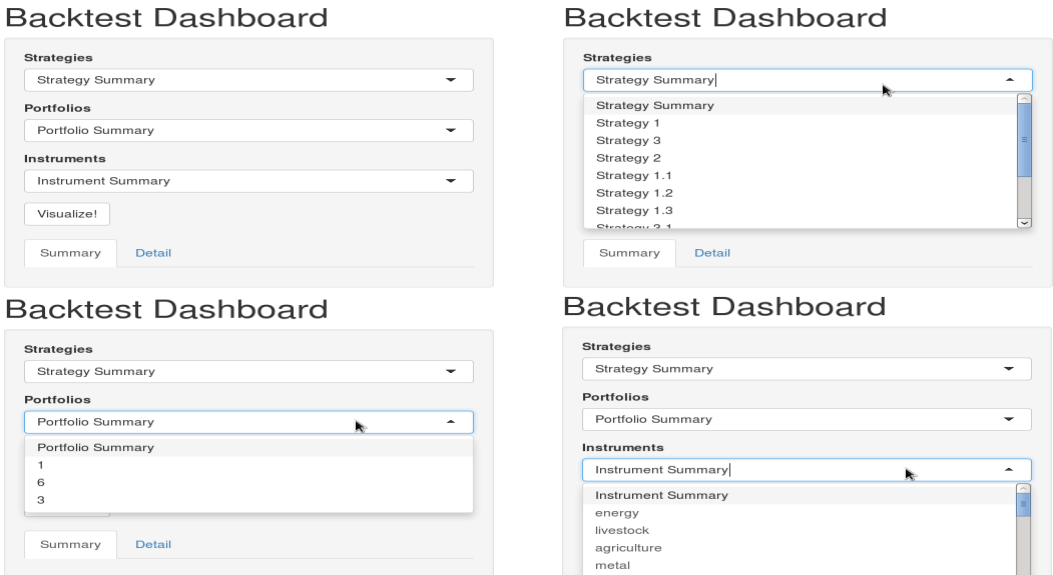 Backtest Dashboard
Strategies
Strategy Summary
Portfolios
Portfolio Summary
Instruments
Instrument Summary
Visualize!
Summary Detail
Backtest Dashboard
Strategies
Strategy Summary
Strategy Summary
Strategy 1
Strategy 3
Strategy 2
Strategy 1.1
Strategy 1.2
Strategy 1.3
Strategy 3.1
Summary Detail
Backtest Dashboard
Strategies
Strategy Summary
Portfolios
Portfolio Summary
Portfolio Summary
1
6
3
Summary Detail
Backtest Dashboard
Strategies
Strategy Summary
Portfolios
Portfolio Summary
Instruments
Instrument Summary
Instrument Summary
energy
livestock
agriculture
metal